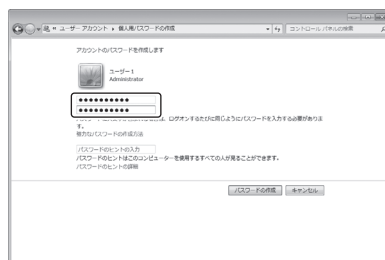 ユーザー アカウント ▸ 個人用パスワードの作成
コントロール パネルの検索
アカウントのパスワードを作成します
ユーザー1
Administrator
●●●●●●●●●●
●●●●●●●●●●
ログオンするたびに同じようにパスワードを入力する必要がありま
す。
強力なパスワードの作成方法
パスワードのヒントの入力
パスワードのヒントはこのコンピューターを使用するすべての人が見ることができます。
パスワードのヒントの詳細
パスワードの作成
キャンセル